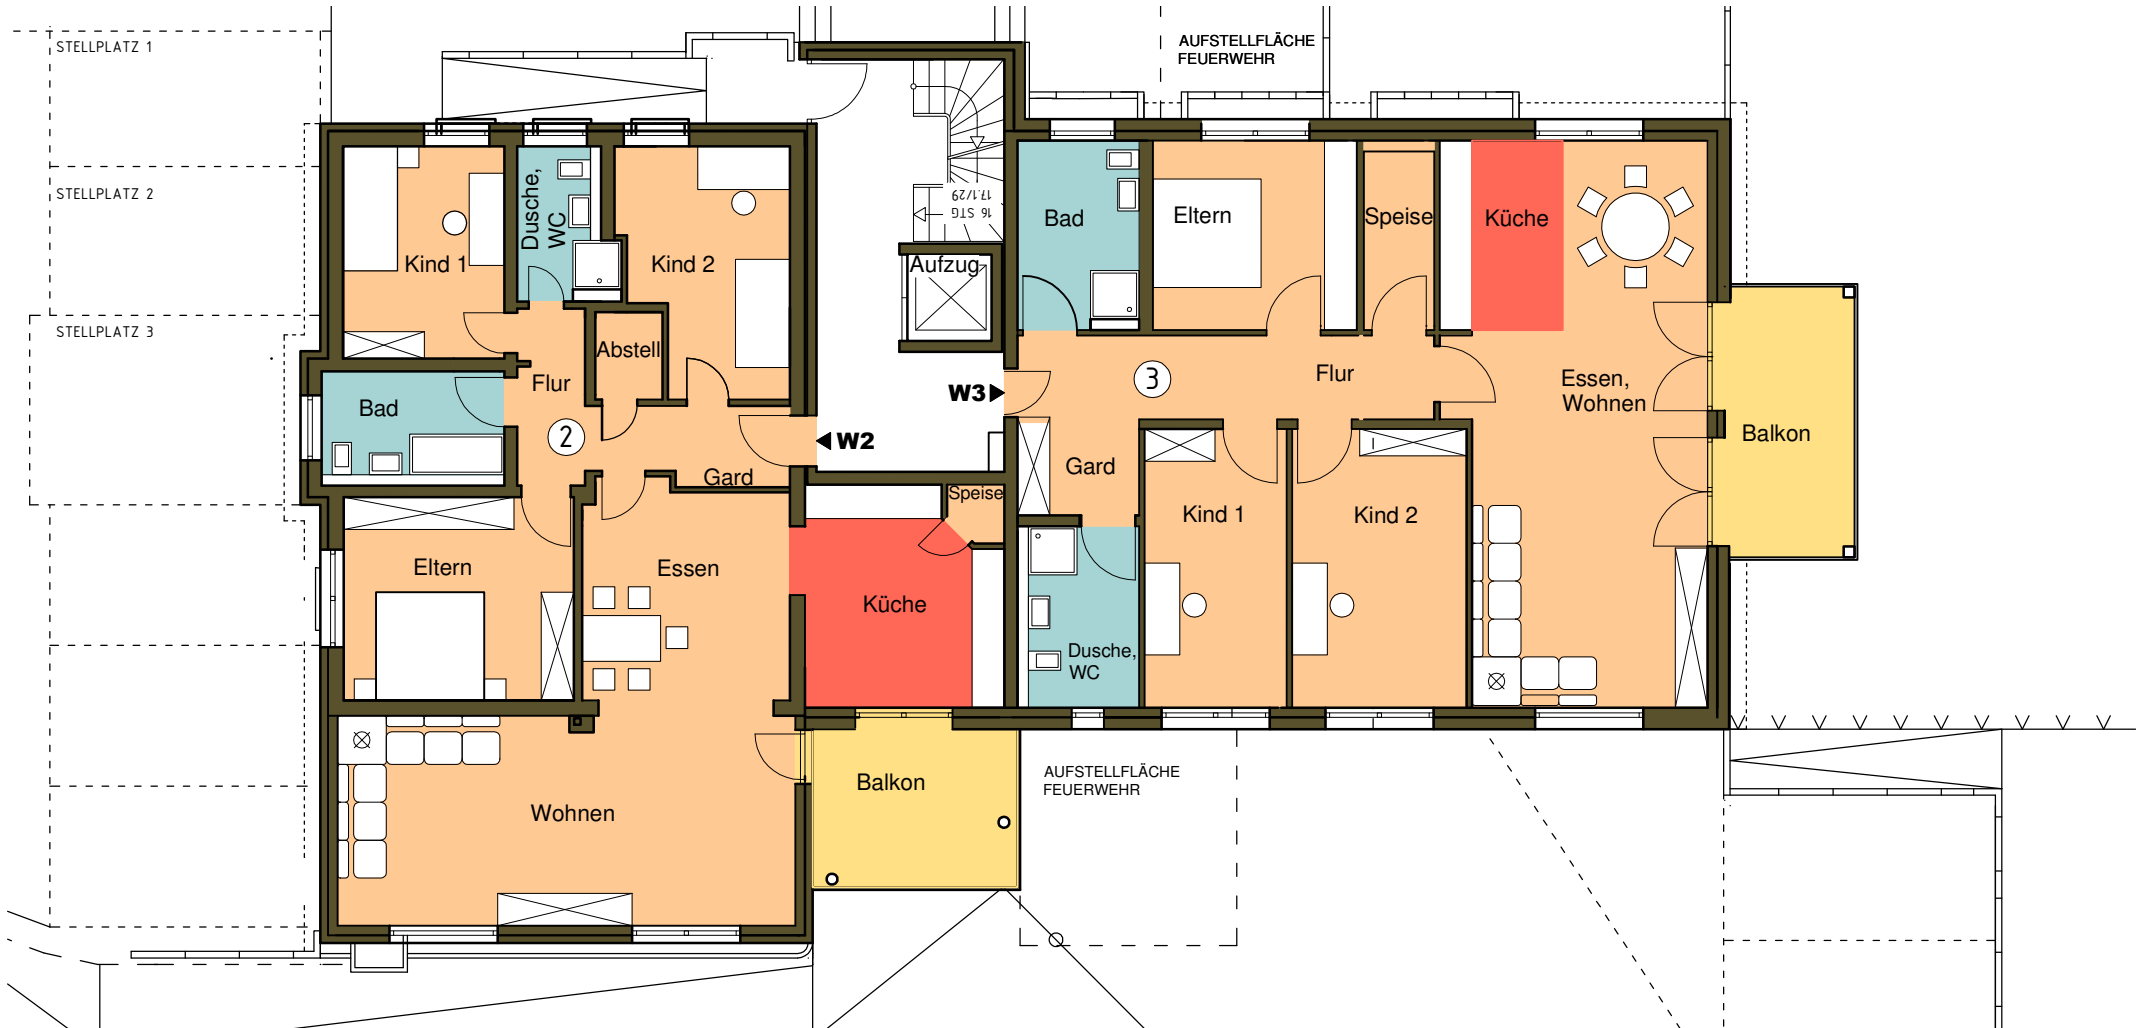 STELLPLATZ 1
STELLPLATZ 2
STELLPLATZ 3
AUFSTELLFLÄCHE
FEUERWEHR
Kind 1
Dusche,
WC
Kind 2
16 STG
17.1/29
Aufzug
Bad
Eltern
Speise
Küche
Abstell
Flur
Bad
2
W2
W3
3
Flur
Essen,
Wohnen
Balkon
Gard
Gard
Speise
Kind 1
Kind 2
Eltern
Essen
Küche
Dusche,
WC
Wohnen
Balkon
AUFSTELLFLÄCHE
FEUERWEHR